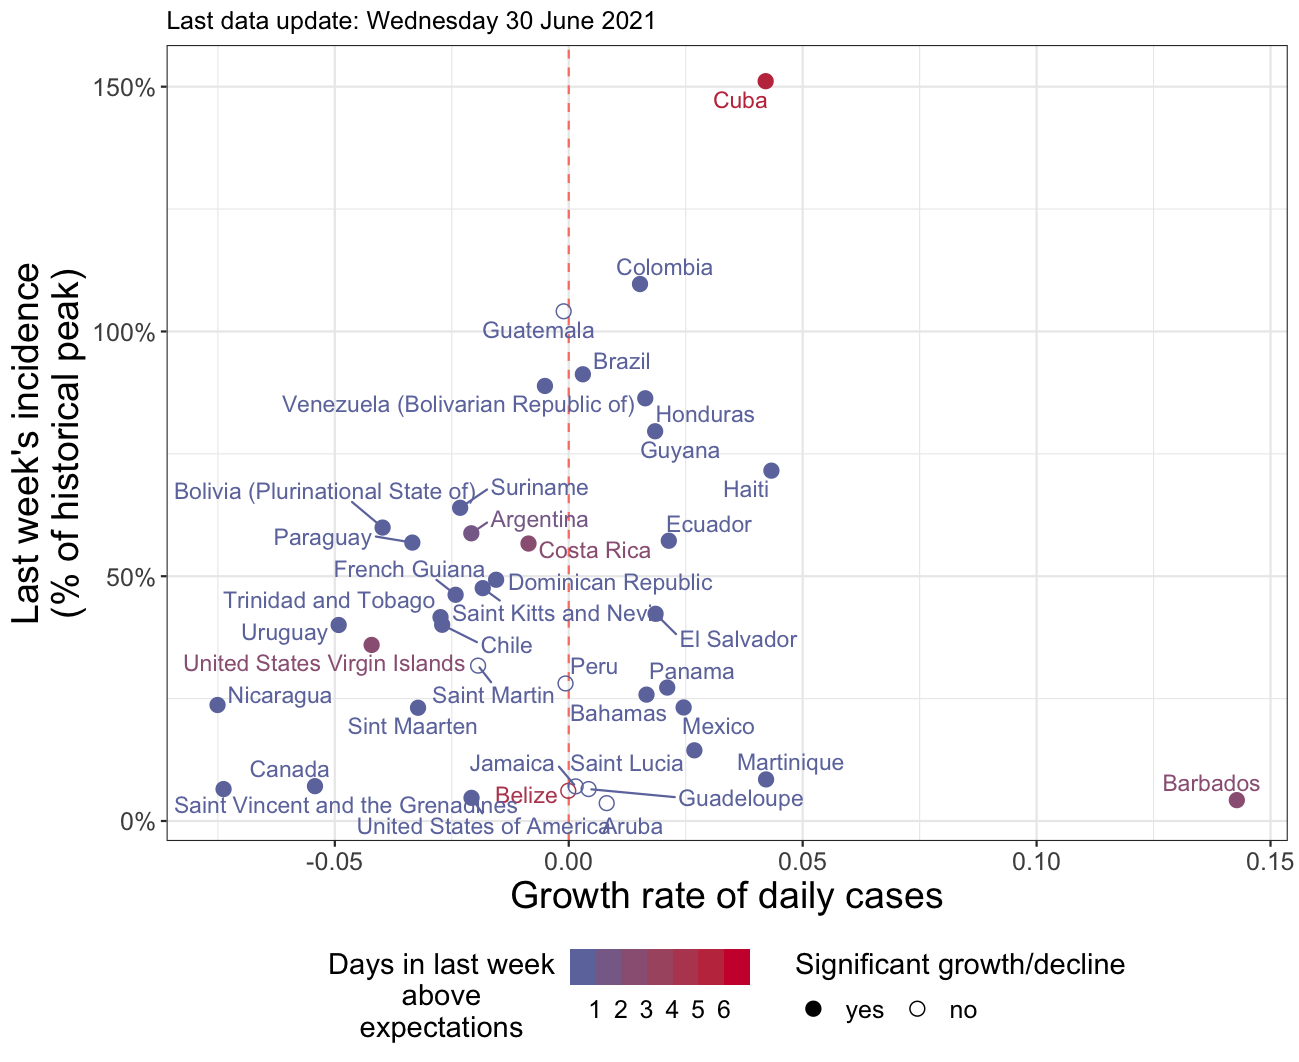 Last data update: Wednesday 30 June 2021
150%
Cuba
Colombia
100%
Guatemala
Brazil
Venezuela (Bolivarian Republic of)
Honduras
Guyana
Haiti
Bolivia (Plurinational State of)
Suriname
Argentina
Ecuador
Paraguay
Costa Rica
French Guiana
50%
Dominican Republic
Trinidad and Tobago
Saint Kitts and Nevis
Uruguay
El Salvador
Chile
United States Virgin Islands
Peru
Panama
Nicaragua
Saint Martin
Bahamas
Sint Maarten
Mexico
Jamaica
Saint Lucia
Martinique
Canada
Barbados
Belize
Guadeloupe
Saint Vincent and the Grenadines
0%
United States of America
Aruba
Last week's incidence
(% of historical peak)
-0.05 0.00 0.05 0.10 0.15
Growth rate of daily cases
Days in last week
above
expectations
1 2 3 4 5 6
Significant growth/decline
yes no